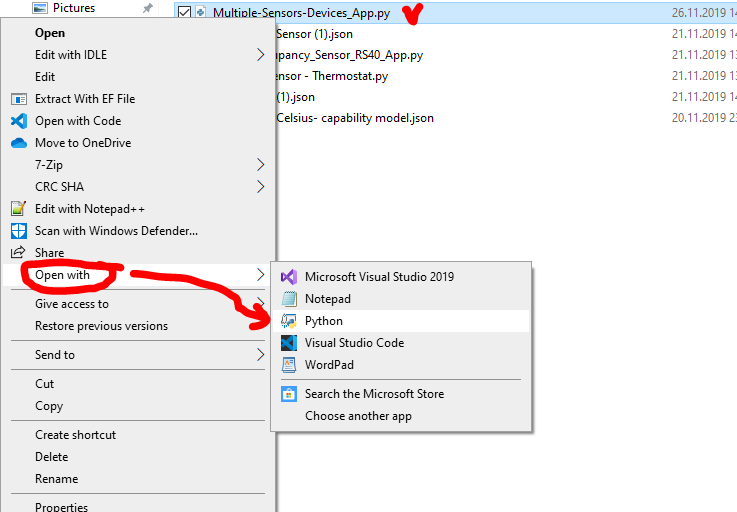 Pictures
Multiple-Sensors-Devices_App.py 26.11.2019 14
Sensor (1).json 21.11.2019 14
upancy_Sensor_RS40_App.py 21.11.2019 13
ensor - Thermostat.py 21.11.2019 13
(1).json 21.11.2019 14
Celsius- capability model.json 20.11.2019 23
Open
Edit with IDLE
Edit
Extract With EF File
Open with Code
Move to OneDrive
7-Zip
CRC SHA
Edit with Notepad++
Scan with Windows Defender...
Share
Open with
Give access to
Restore previous versions
Send to
Cut
Copy
Create shortcut
Delete
Rename
Properties
Microsoft Visual Studio 2019
Notepad
Python
Visual Studio Code
WordPad
Search the Microsoft Store
Choose another app